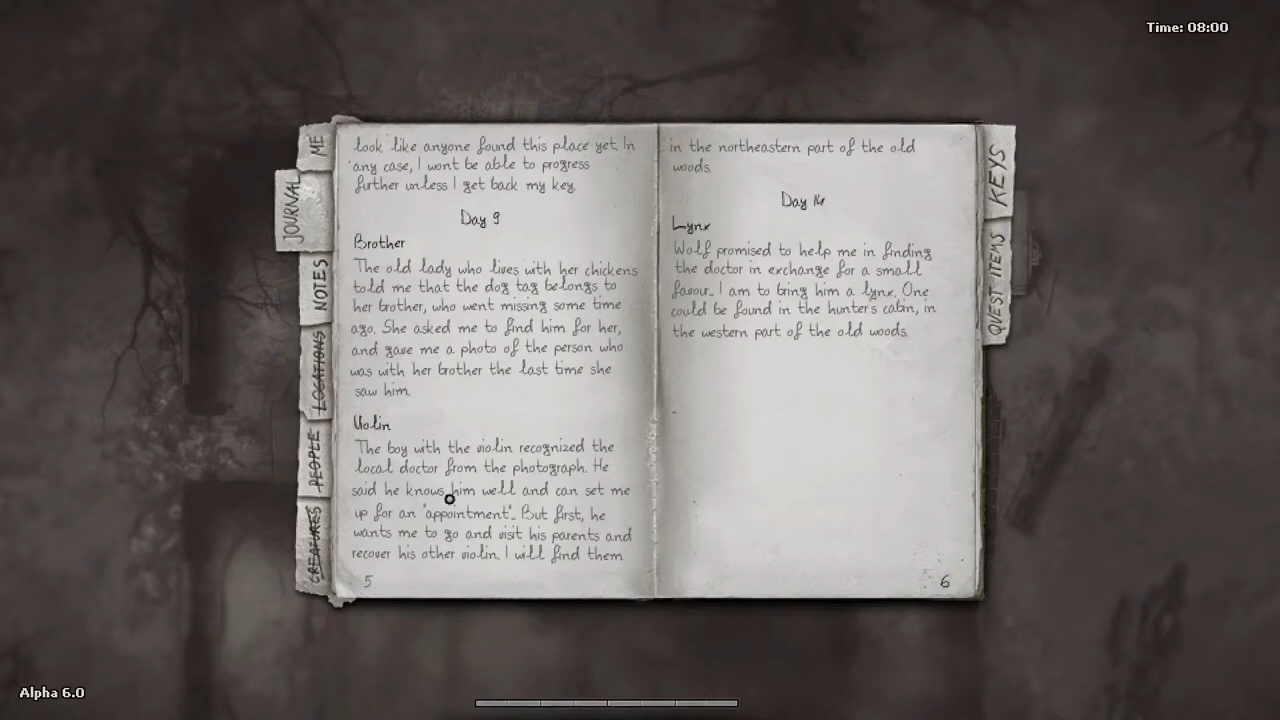 Time: 08:00
ME
JOURNAL
NOTES
LOCATIONS
PEOPLE
CREATURES
look like anyone found this place yet. In
any case, I wont be able to progress
further unless I get back my key.
Day 9
Brother
The old lady who lives with her chickens
told me that the dog tag belongs to
her brother, who went missing some time
ago. She asked me to find him for her,
and gave me a photo of the person who
was with her brother the last time she
saw him.
Violin
The boy with the violin recognized the
local doctor from the photograph. He
said he knows him well and can set me
up for an "appointment". But first, he
wants me to go and visit his parents and
recover his other violin. I will find them
5
in the northeastern part of the old
woods.
Day 14
Lynx
Wolf promised to help me in finding
the doctor in exchange for a small
favour. I am to bring him a lynx. One
could be found in the hunters cabin, in
the western part of the old woods.
6
KEYS
QUEST ITEMS
Alpha 6.0